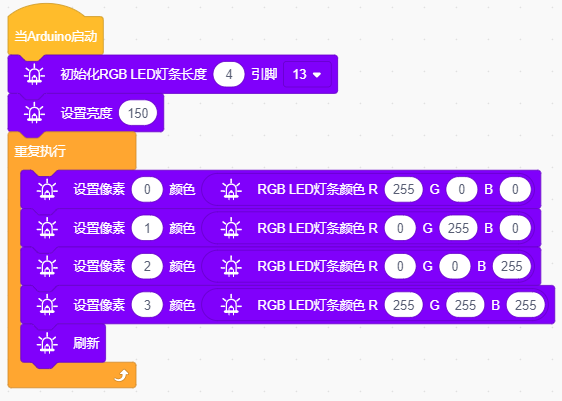 当Arduino启动
初始化RGB LED灯条长度 4 引脚 13
设置亮度 150
重复执行
设置像素 0 颜色 RGB LED灯条颜色 R 255 G 0 B 0
设置像素 1 颜色 RGB LED灯条颜色 R 0 G 255 B 0
设置像素 2 颜色 RGB LED灯条颜色 R 0 G 0 B 255
设置像素 3 颜色 RGB LED灯条颜色 R 255 G 255 B 255
刷新